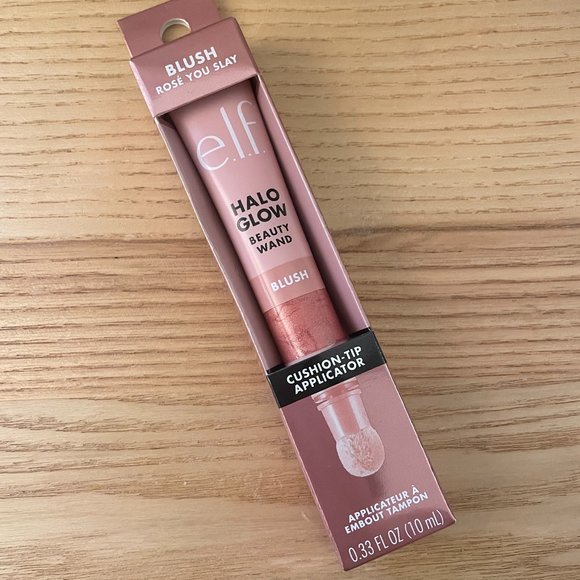 BLUSH
ROSÉ YOU SLAY
e.l.f.
HALO
GLOW
BEAUTY
WAND
BLUSH
CUSHION-TIP
APPLICATOR
APPLICATEUR À
EMBOUT TAMPON
0.33 FL OZ (10 mL)